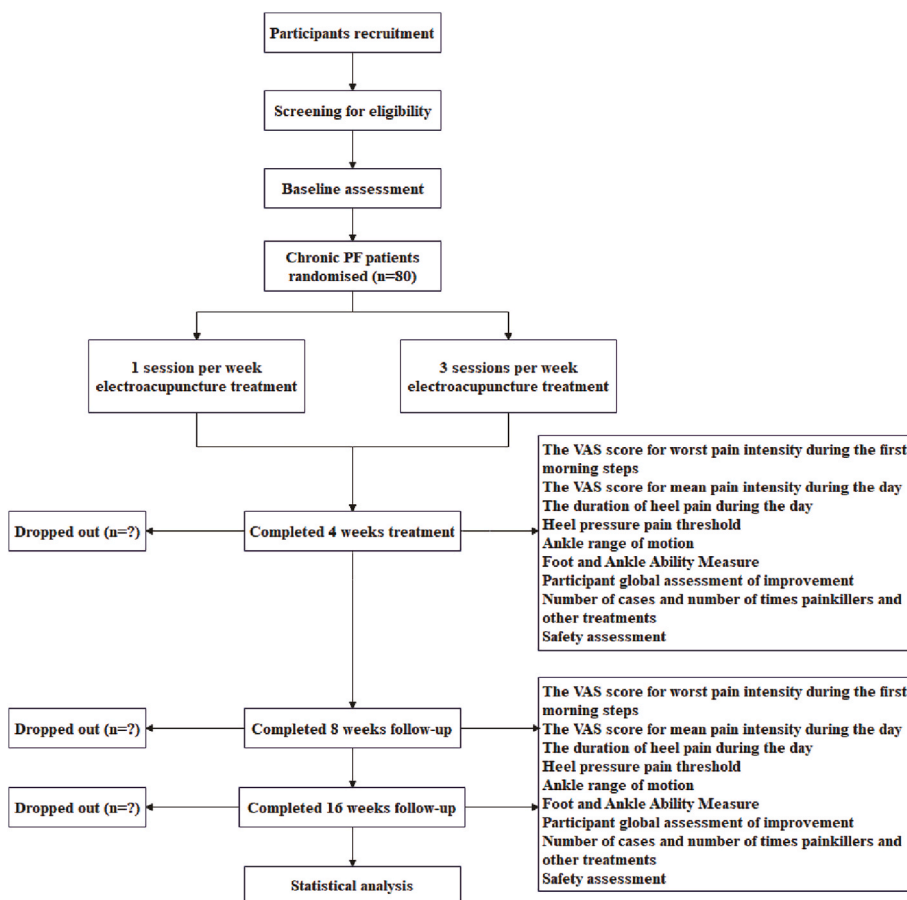 Participants recruitment
Screening for eligibility
Baseline assessment
Chronic PF patients
randomised (n=80)
1 session per week
electroacupuncture treatment
3 sessions per week
electroacupuncture treatment
Dropped out (n=?)
Completed 4 weeks treatment
The VAS score for worst pain intensity during the first
morning steps
The VAS score for mean pain intensity during the day
The duration of heel pain during the day
Heel pressure pain threshold
Ankle range of motion
Foot and Ankle Ability Measure
Participant global assessment of improvement
Number of cases and number of times painkillers and
other treatments
Safety assessment
Dropped out (n=?)
Completed 8 weeks follow-up
Dropped out (n=?)
Completed 16 weeks follow-up
The VAS score for worst pain intensity during the first
morning steps
The VAS score for mean pain intensity during the day
The duration of heel pain during the day
Heel pressure pain threshold
Ankle range of motion
Foot and Ankle Ability Measure
Participant global assessment of improvement
Number of cases and number of times painkillers and
other treatments
Safety assessment
Statistical analysis